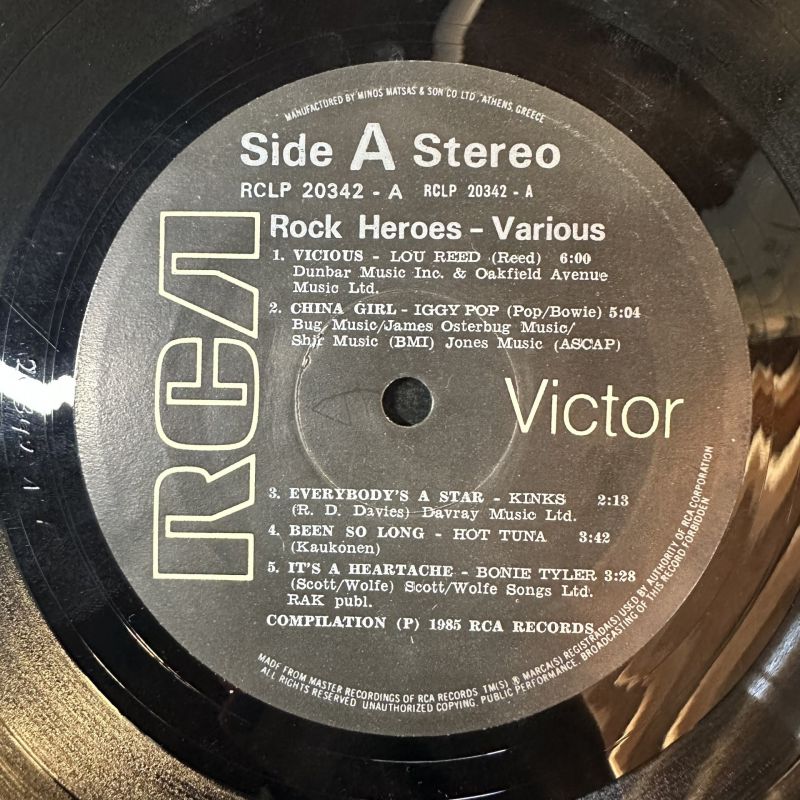 MANUFACTURED BY MINOS MATSAS & SON CO LTD. ATHENS, GREECE
Side A Stereo
RCLP 20342 - A RCLP 20342 - A
Rock Heroes - Various
1. VICIOUS - LOU REED (Reed) 6:00
Dunbar Music Inc. & Oakfield Avenue
Music Ltd.
2. CHINA GIRL - IGGY POP (Pop/Bowie) 5:04
Bug Music/James Osterbug Music/
Shir Music (BMI) Jones Music (ASCAP)
RCA
Victor
3. EVERYBODY'S A STAR - KINKS 2:13
(R. D. Davies) Davray Music Ltd.
4. BEEN SO LONG - HOT TUNA 3:42
(Kaukonen)
5. IT'S A HEARTACHE - BONIE TYLER 3:28
(Scott/Wolfe) Scott/Wolfe Songs Ltd.
RAK publ.
COMPILATION (P) 1985 RCA RECORDS
MADE FROM MASTER RECORDINGS OF RCA RECORDS TM(S) ® MARCA(S) REGISTRADA(S) USED BY AUTHORITY OF RCA CORPORATION
ALL RIGHTS RESERVED UNAUTHORIZED COPYING. PUBLIC PERFORMANCE. BROADCASTING OF THIS RECORD FORBIDDEN